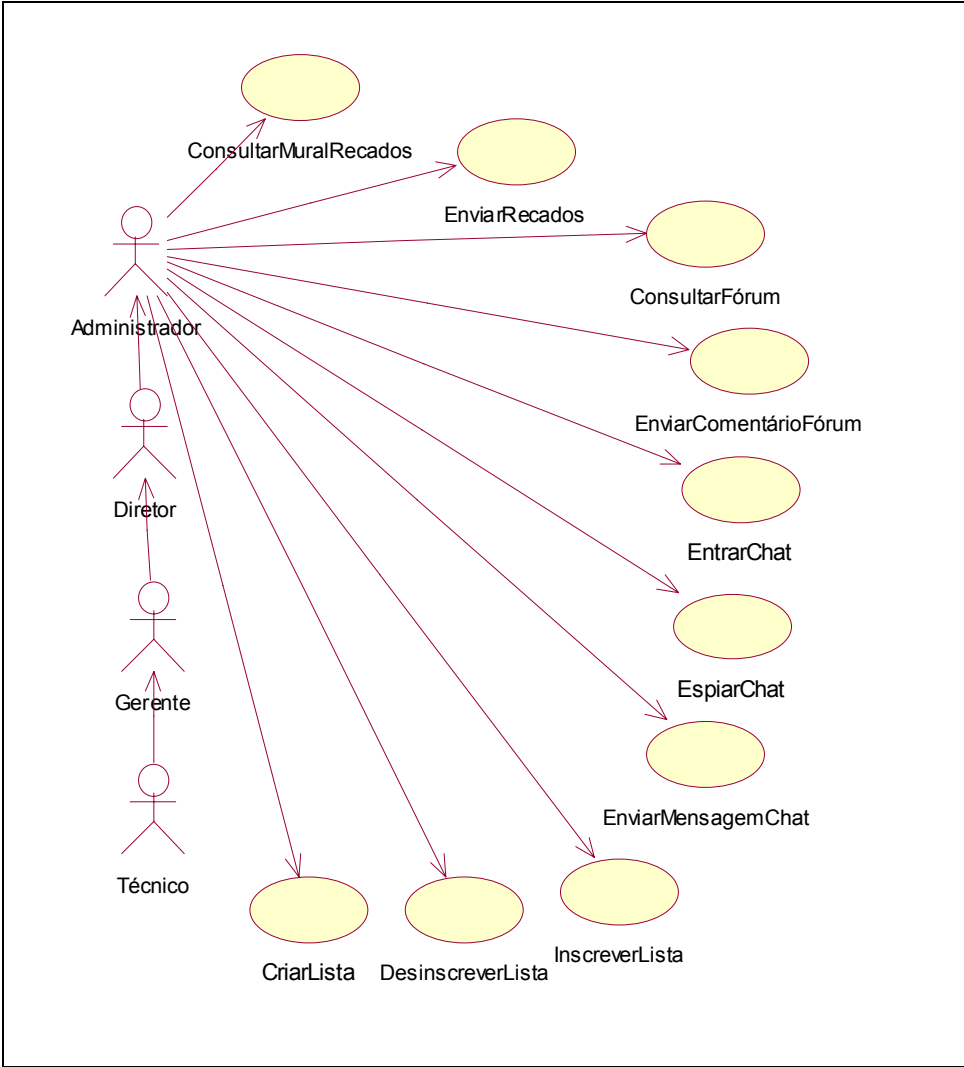 ConsultarMuralRecados
EnviarRecados
ConsultarFórum
Administrador
EnviarComentárioFórum
Diretor
EntrarChat
EspiarChat
Gerente
EnviarMensagemChat
Técnico
InscreverLista
CriarLista
DesinscreverLista